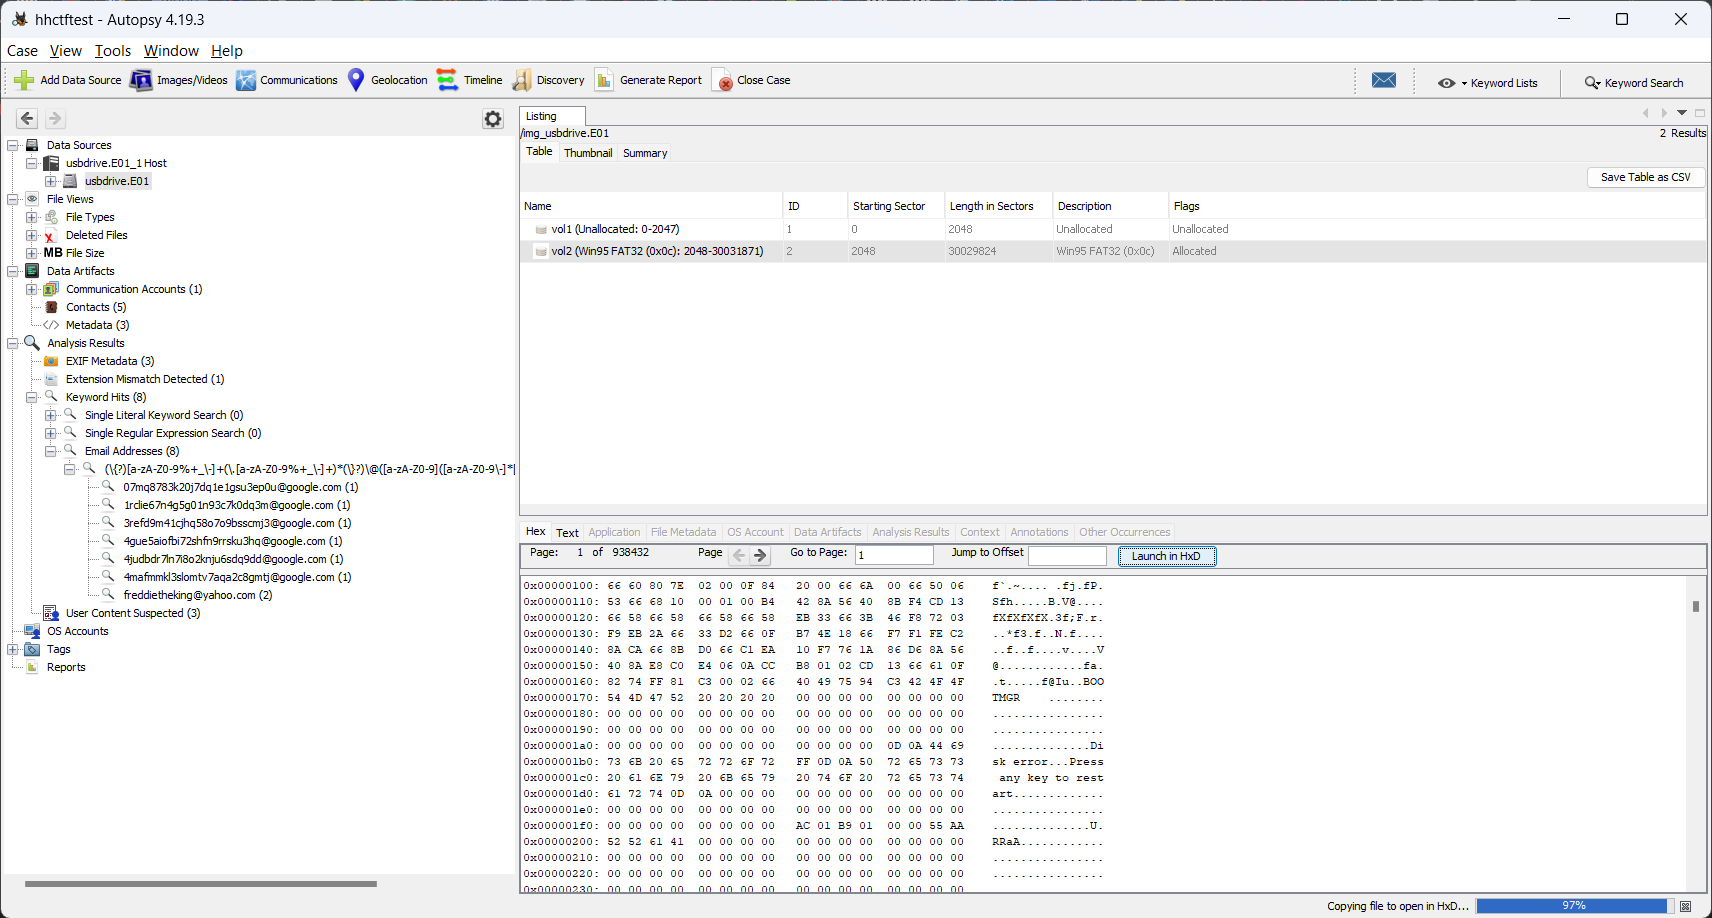 hhctftest - Autopsy 4.19.3
Case View Tools Window Help
Add Data Source Images/Videos Communications Geolocation Timeline Discovery Generate Report Close Case Keyword Lists Keyword Search
Data Sources
usbdrive.E01_1 Host
usbdrive.E01
File Views
File Types
Deleted Files
MB File Size
Data Artifacts
Communication Accounts (1)
Contacts (5)
Metadata (3)
Analysis Results
EXIF Metadata (3)
Extension Mismatch Detected (1)
Keyword Hits (8)
Single Literal Keyword Search (0)
Single Regular Expression Search (0)
Email Addresses (8)
(\{?)[a-zA-Z0-9%+_\-]+(\.[a-zA-Z0-9%+_\-]+)*(\}?)\@([a-zA-Z0-9]([a-zA-Z0-9\-]*[
07mq8783k20j7dq1e1gsu3ep0u@google.com (1)
1rclie67n4g5g01n93c7k0dq3m@google.com (1)
3refd9m41cjhq58o7o9bsscmj3@google.com (1)
4gue5aiofbi72shfn9rrsku3hq@google.com (1)
4judbdr7ln7i8o2knju6sdq9dd@google.com (1)
4mafmmkl3slomtv7aqa2c8gmtj@google.com (1)
freddietheking@yahoo.com (2)
User Content Suspected (3)
OS Accounts
Tags
Reports
Listing
/img_usbdrive.E01
2 Results
Table Thumbnail Summary
Save Table as CSV
Name ID Starting Sector Length in Sectors Description Flags
vol1 (Unallocated: 0-2047) 1 0 2048 Unallocated Unallocated
vol2 (Win95 FAT32 (0x0c): 2048-30031871) 2 2048 30029824 Win95 FAT32 (0x0c) Allocated
Hex Text Application File Metadata OS Account Data Artifacts Analysis Results Context Annotations Other Occurrences
Page: 1 of 938432 Page Go to Page: 1 Jump to Offset Launch in HxD
0x00000100: 66 60 80 7E 02 00 0F 84 20 00 66 6A 00 66 50 06 f`.~.... .fj.fP.
0x00000110: 53 66 68 10 00 01 00 B4 42 8A 56 40 8B F4 CD 13 Sfh.....B.V@....
0x00000120: 66 58 66 58 66 58 66 58 EB 33 66 3B 46 F8 72 03 fXfXfXfX.3f;F.r.
0x00000130: F9 EB 2A 66 33 D2 66 0F B7 4E 18 66 F7 F1 FE C2 ..*f3.f..N.f....
0x00000140: 8A CA 66 8B D0 66 C1 EA 10 F7 76 1A 86 D6 8A 56 ..f..f....v....V
0x00000150: 40 8A E8 C0 E4 06 0A CC B8 01 02 CD 13 66 61 0F @............fa.
0x00000160: 82 74 FF 81 C3 00 02 66 40 49 75 94 C3 42 4F 4F .t.....f@Iu..BOO
0x00000170: 54 4D 47 52 20 20 20 20 00 00 00 00 00 00 00 00 TMGR ........
0x00000180: 00 00 00 00 00 00 00 00 00 00 00 00 00 00 00 00 ................
0x00000190: 00 00 00 00 00 00 00 00 00 00 00 00 00 00 00 00 ................
0x000001a0: 00 00 00 00 00 00 00 00 00 00 00 00 0D 0A 44 69 ..............Di
0x000001b0: 73 6B 20 65 72 72 6F 72 FF 0D 0A 50 72 65 73 73 sk error...Press
0x000001c0: 20 61 6E 79 20 6B 65 79 20 74 6F 20 72 65 73 74 any key to rest
0x000001d0: 61 72 74 0D 0A 00 00 00 00 00 00 00 00 00 00 00 art.............
0x000001e0: 00 00 00 00 00 00 00 00 00 00 00 00 00 00 00 00 ................
0x000001f0: 00 00 00 00 00 00 00 00 AC 01 B9 01 00 00 55 AA ..............U.
0x00000200: 52 52 61 41 00 00 00 00 00 00 00 00 00 00 00 00 RRaA............
0x00000210: 00 00 00 00 00 00 00 00 00 00 00 00 00 00 00 00 ................
0x00000220: 00 00 00 00 00 00 00 00 00 00 00 00 00 00 00 00 ................
0x00000230: 00 00 00 00 00 00 00 00 00 00 00 00 00 00 00 00
Copying file to open in HxD... 97%